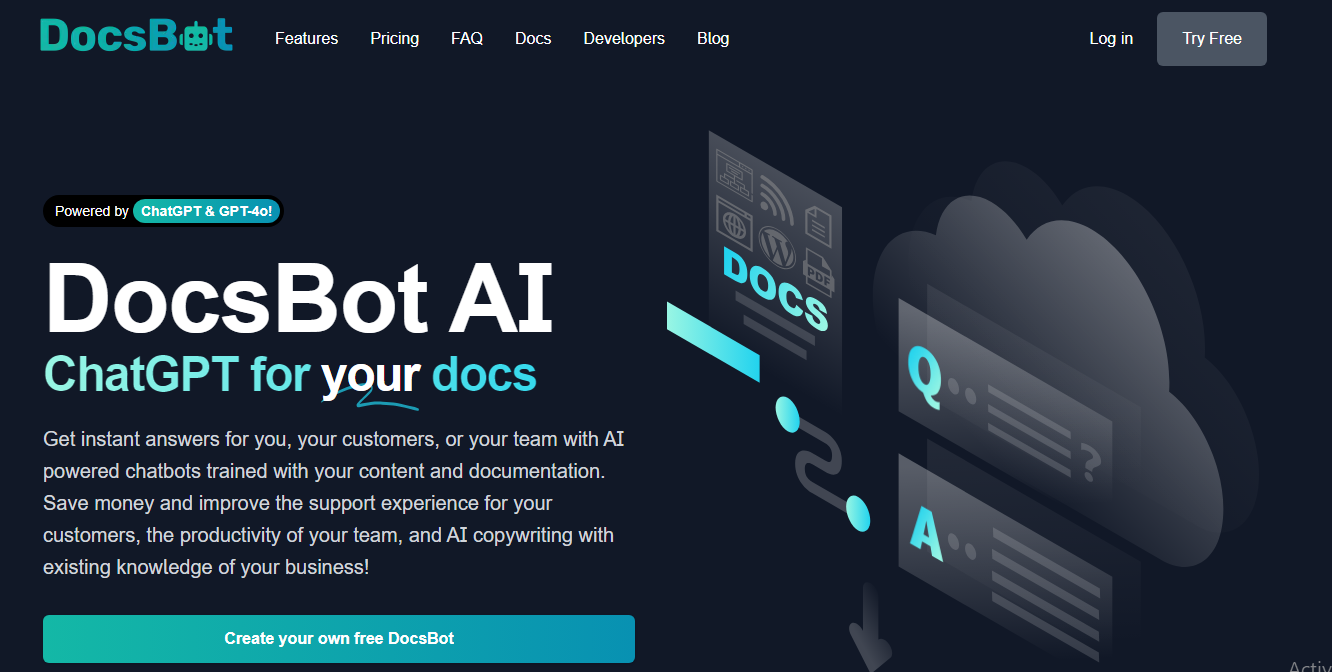 DocsBot
Features Pricing FAQ Docs Developers Blog
Log in
Try Free
Powered by ChatGPT & GPT-4o!
DocsBot AI
ChatGPT for your docs
Get instant answers for you, your customers, or your team with AI
powered chatbots trained with your content and documentation.
Save money and improve the support experience for your
customers, the productivity of your team, and AI copywriting with
existing knowledge of your business!
Create your own free DocsBot
W
PDF
DOCS
Q
?
A
Activ